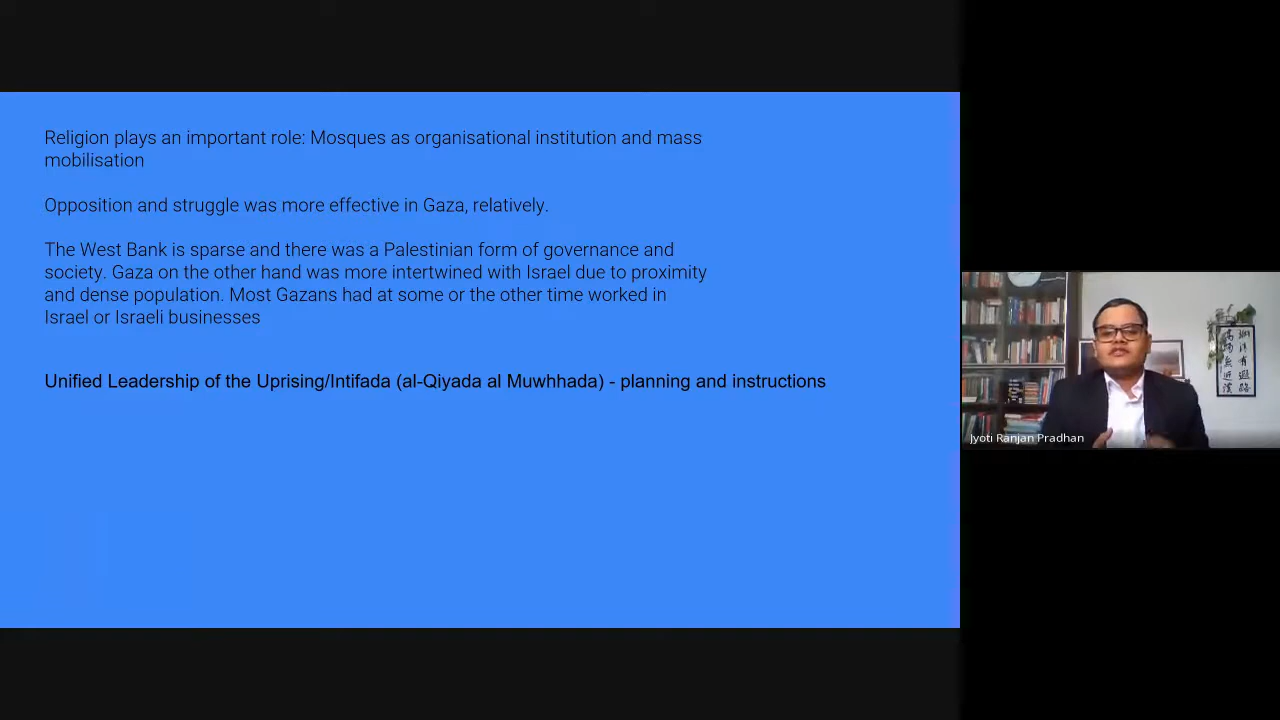 Religion plays an important role: Mosques as organisational institution and mass
mobilisation
Opposition and struggle was more effective in Gaza, relatively.
The West Bank is sparse and there was a Palestinian form of governance and
society. Gaza on the other hand was more intertwined with Israel due to proximity
and dense population. Most Gazans had at some or the other time worked in
Israel or Israeli businesses
Unified Leadership of the Uprising/Intifada (al-Qiyada al Muwhhada) - planning and instructions
Jyoti Ranjan Pradhan